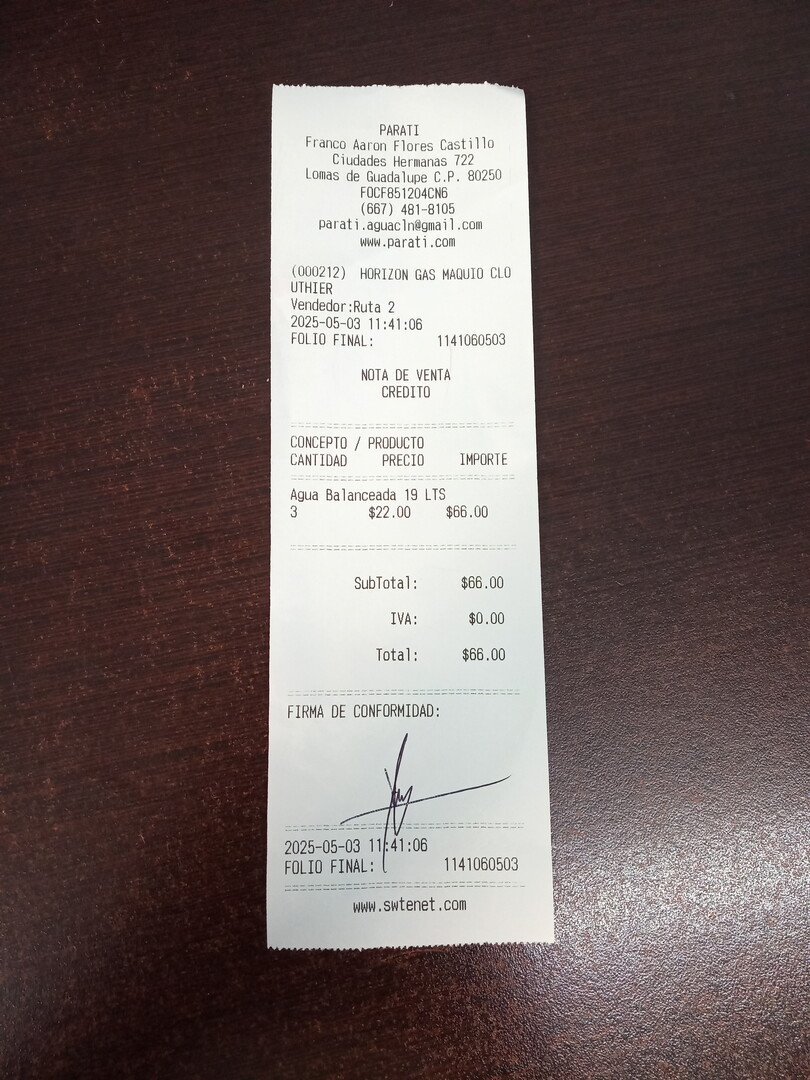 PARATI
Franco Aaron Flores Castillo
Ciudades Hermanas 722
Lomas de Guadalupe C.P. 80250
FOCF851204CN6
(667) 481-8105
parati.aguacln@gmail.com
www.parati.com
(000212) HORIZON GAS MAQUIO CLO
UTHIER
Vendedor:Ruta 2
2025-05-03 11:41:06
FOLIO FINAL: 1141060503
NOTA DE VENTA
CREDITO
CONCEPTO / PRODUCTO
CANTIDAD PRECIO IMPORTE
Agua Balanceada 19 LTS
3 $22.00 $66.00
SubTotal: $66.00
IVA: $0.00
Total: $66.00
FIRMA DE CONFORMIDAD:
2025-05-03 11:41:06
FOLIO FINAL: 1141060503
www.swtenet.com